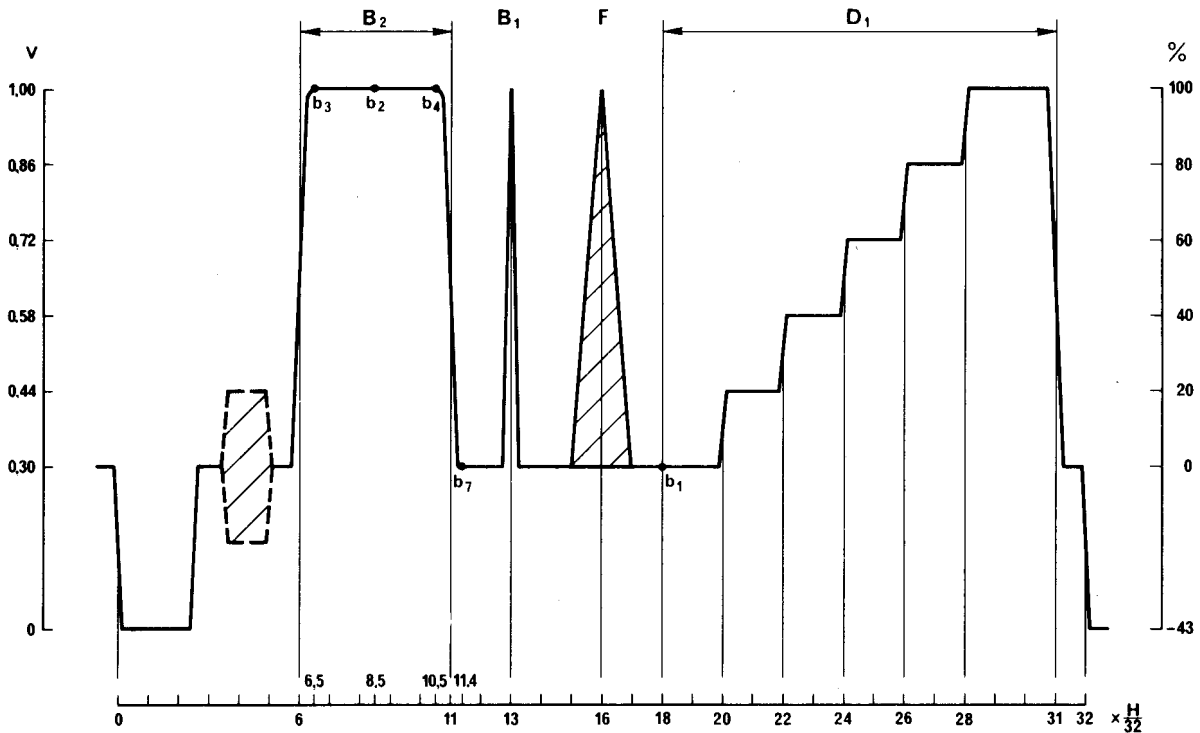 B₂ B₁ F D₁
V %
1,00 100
b₃ b₂ b₄
0,86 80
0,72 60
0,58 40
0,44 20
0,30 0
b₇ b₁
0 -43
6,5 8,5 10,5 11.4
0 6 11 13 16 18 20 22 24 26 28 31 32 × H/32